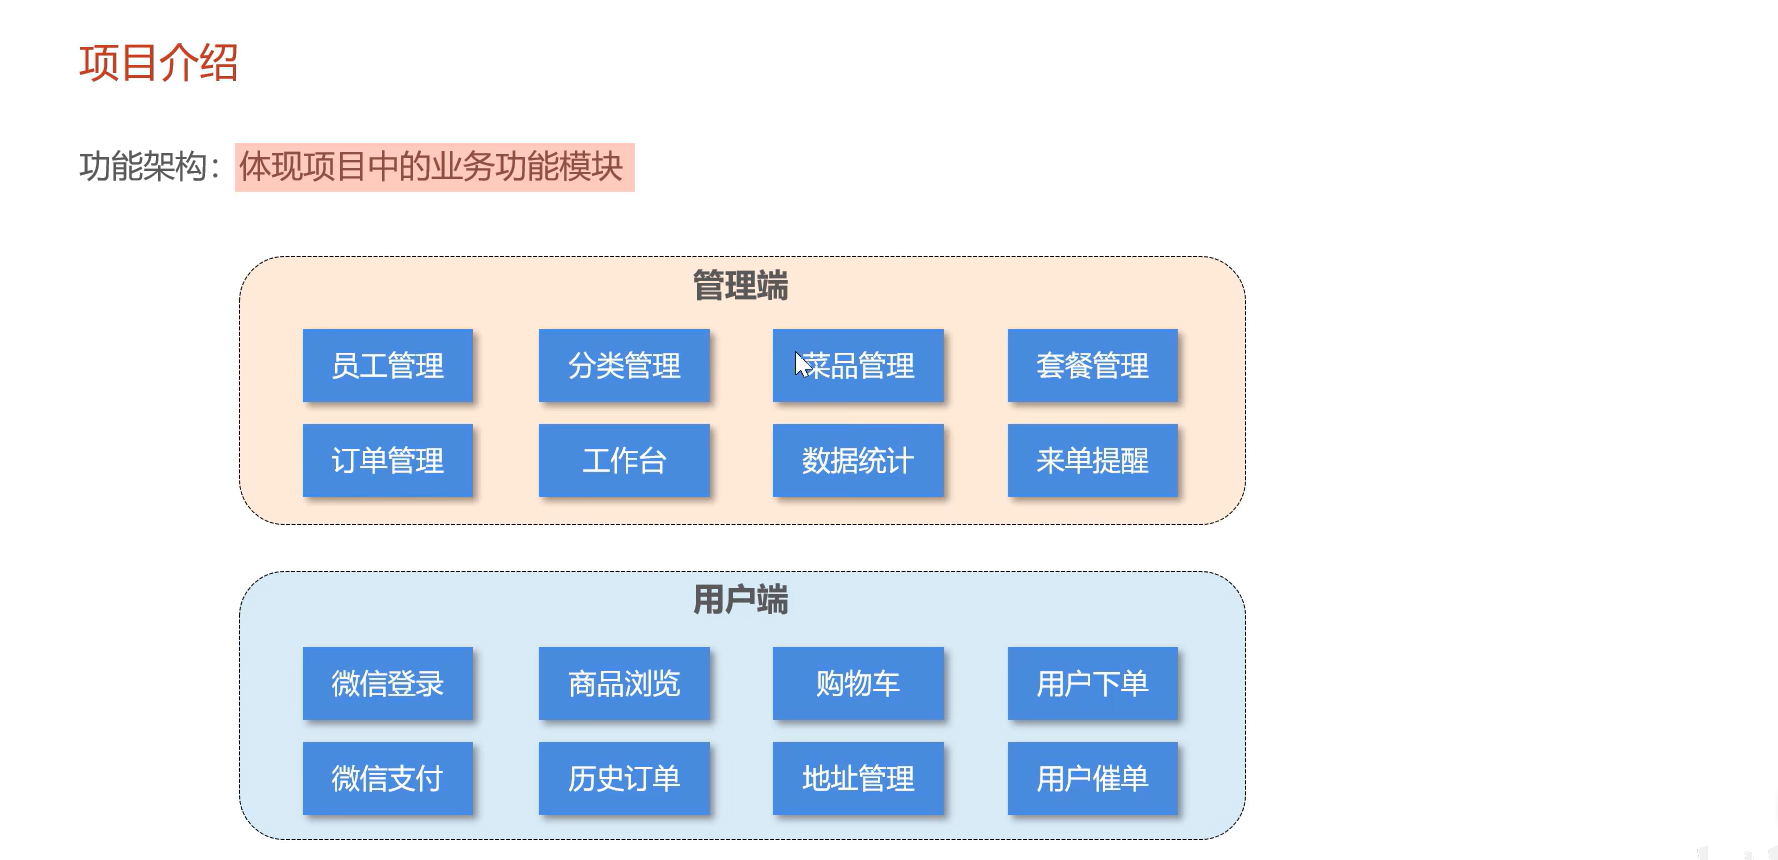 项目介绍
功能架构：体现项目中的业务功能模块
管理端
员工管理 分类管理 菜品管理 套餐管理
订单管理 工作台 数据统计 来单提醒
用户端
微信登录 商品浏览 购物车 用户下单
微信支付 历史订单 地址管理 用户催单